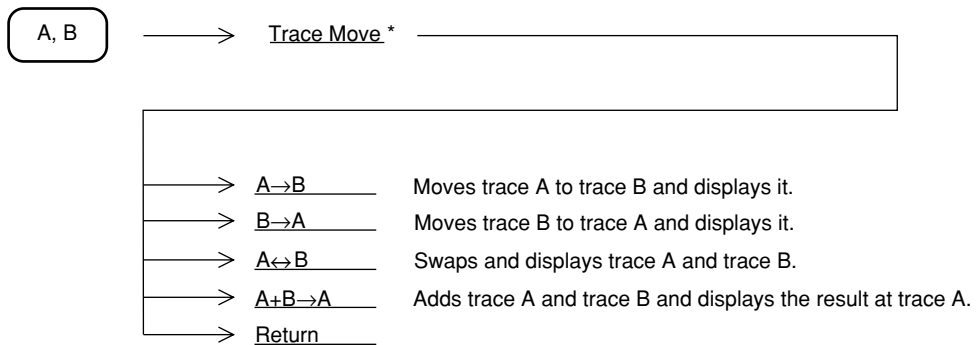 A, B Trace Move *
A→B Moves trace A to trace B and displays it.
B→A Moves trace B to trace A and displays it.
A↔B Swaps and displays trace A and trace B.
A+B→A Adds trace A and trace B and displays the result at trace A.
Return